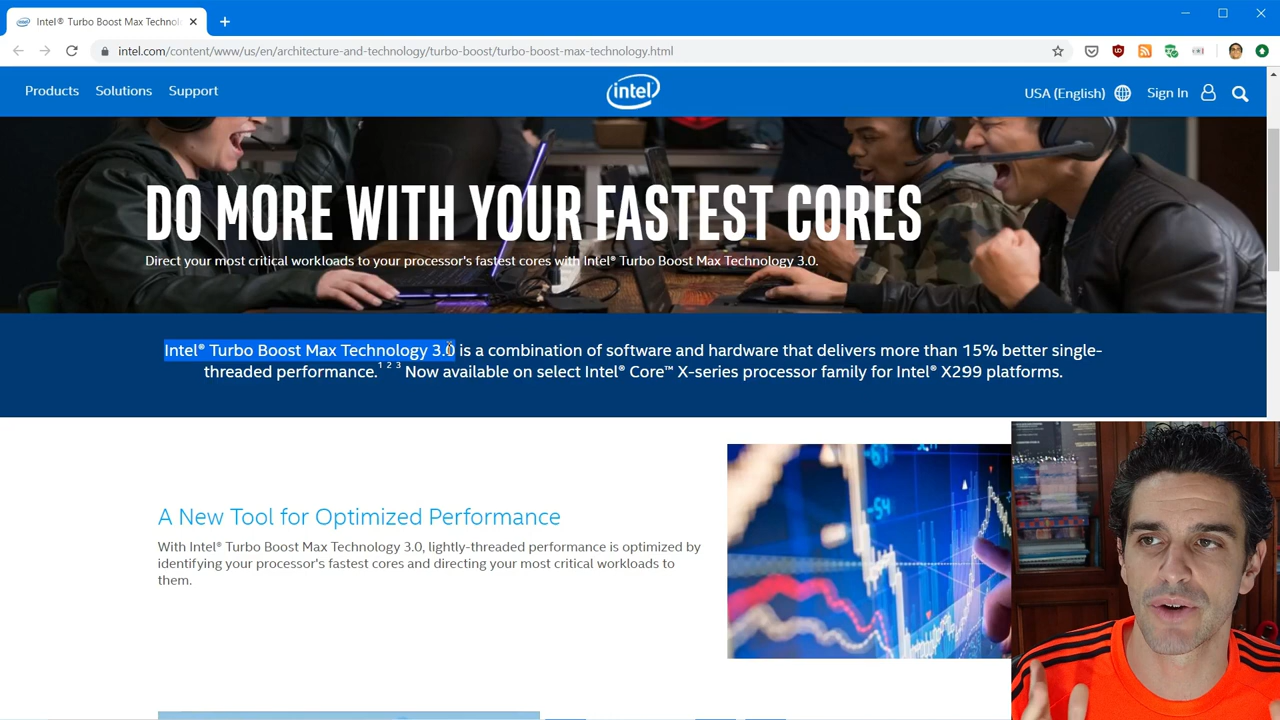 Intel® Turbo Boost Max Technol
intel.com/content/www/us/en/architecture-and-technology/turbo-boost/turbo-boost-max-technology.html
Products Solutions Support
intel
USA (English) Sign In
DO MORE WITH YOUR FASTEST CORES
Direct your most critical workloads to your processor's fastest cores with Intel® Turbo Boost Max Technology 3.0.
Intel® Turbo Boost Max Technology 3.0 is a combination of software and hardware that delivers more than 15% better single-
threaded performance.¹ ² ³ Now available on select Intel® Core™ X-series processor family for Intel® X299 platforms.
A New Tool for Optimized Performance
With Intel® Turbo Boost Max Technology 3.0, lightly-threaded performance is optimized by
identifying your processor's fastest cores and directing your most critical workloads to
them.
-67
-54